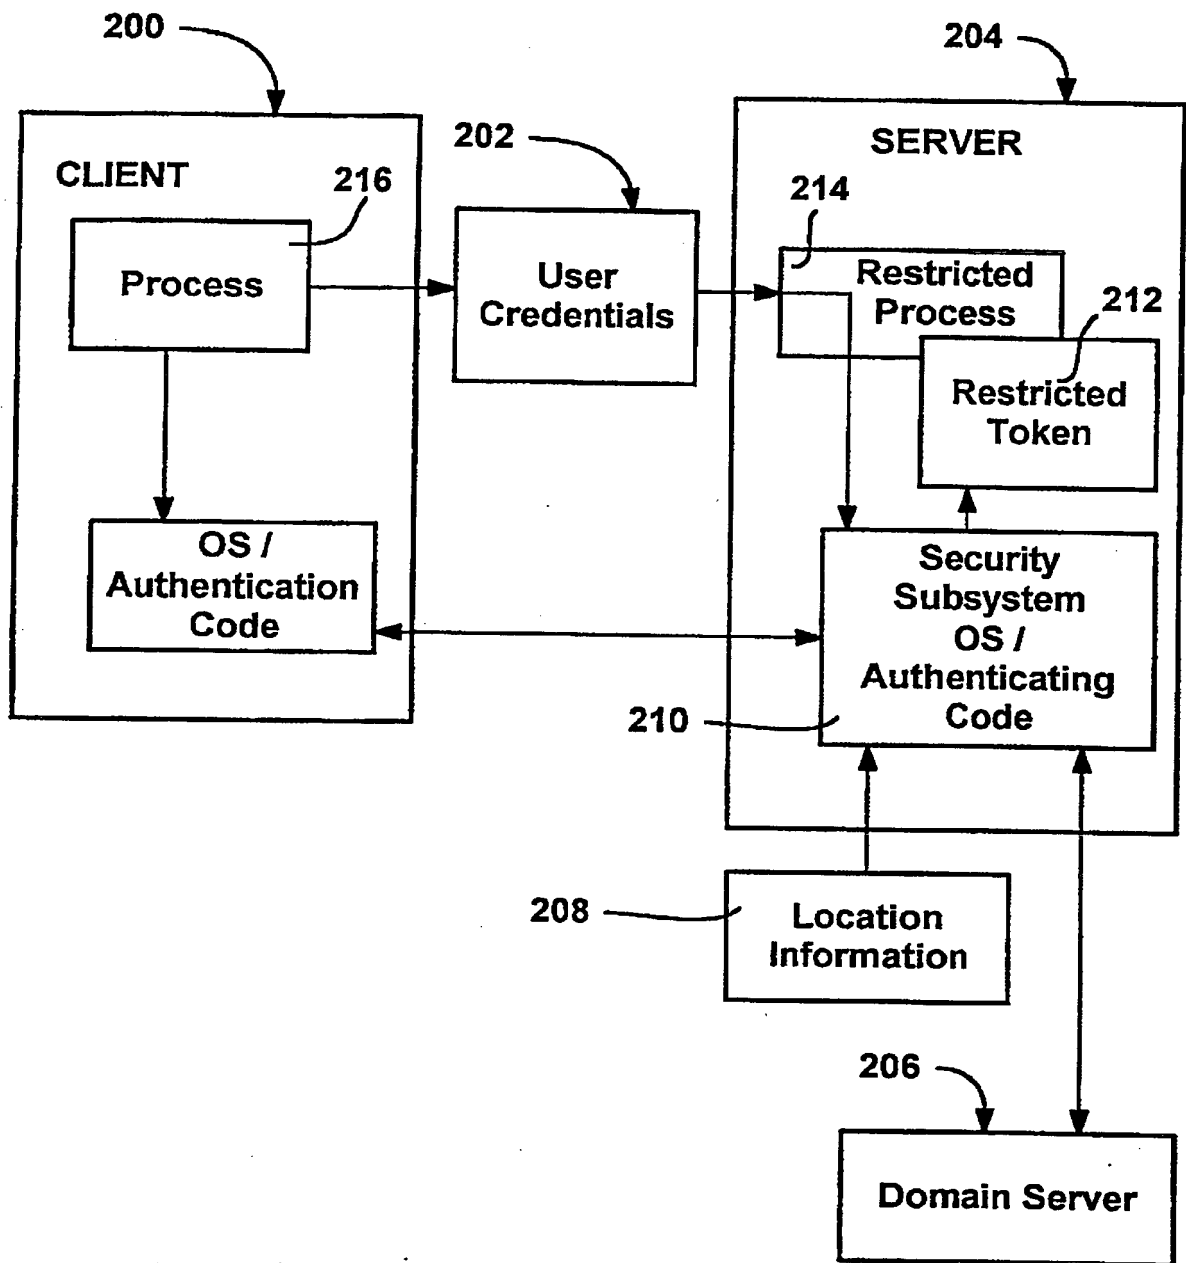 200
204
202
CLIENT
216
Process
User
Credentials
SERVER
214
Restricted
Process
212
Restricted
Token
OS /
Authentication
Code
Security
Subsystem
OS /
Authenticating
Code
210
208
Location
Information
206
Domain Server